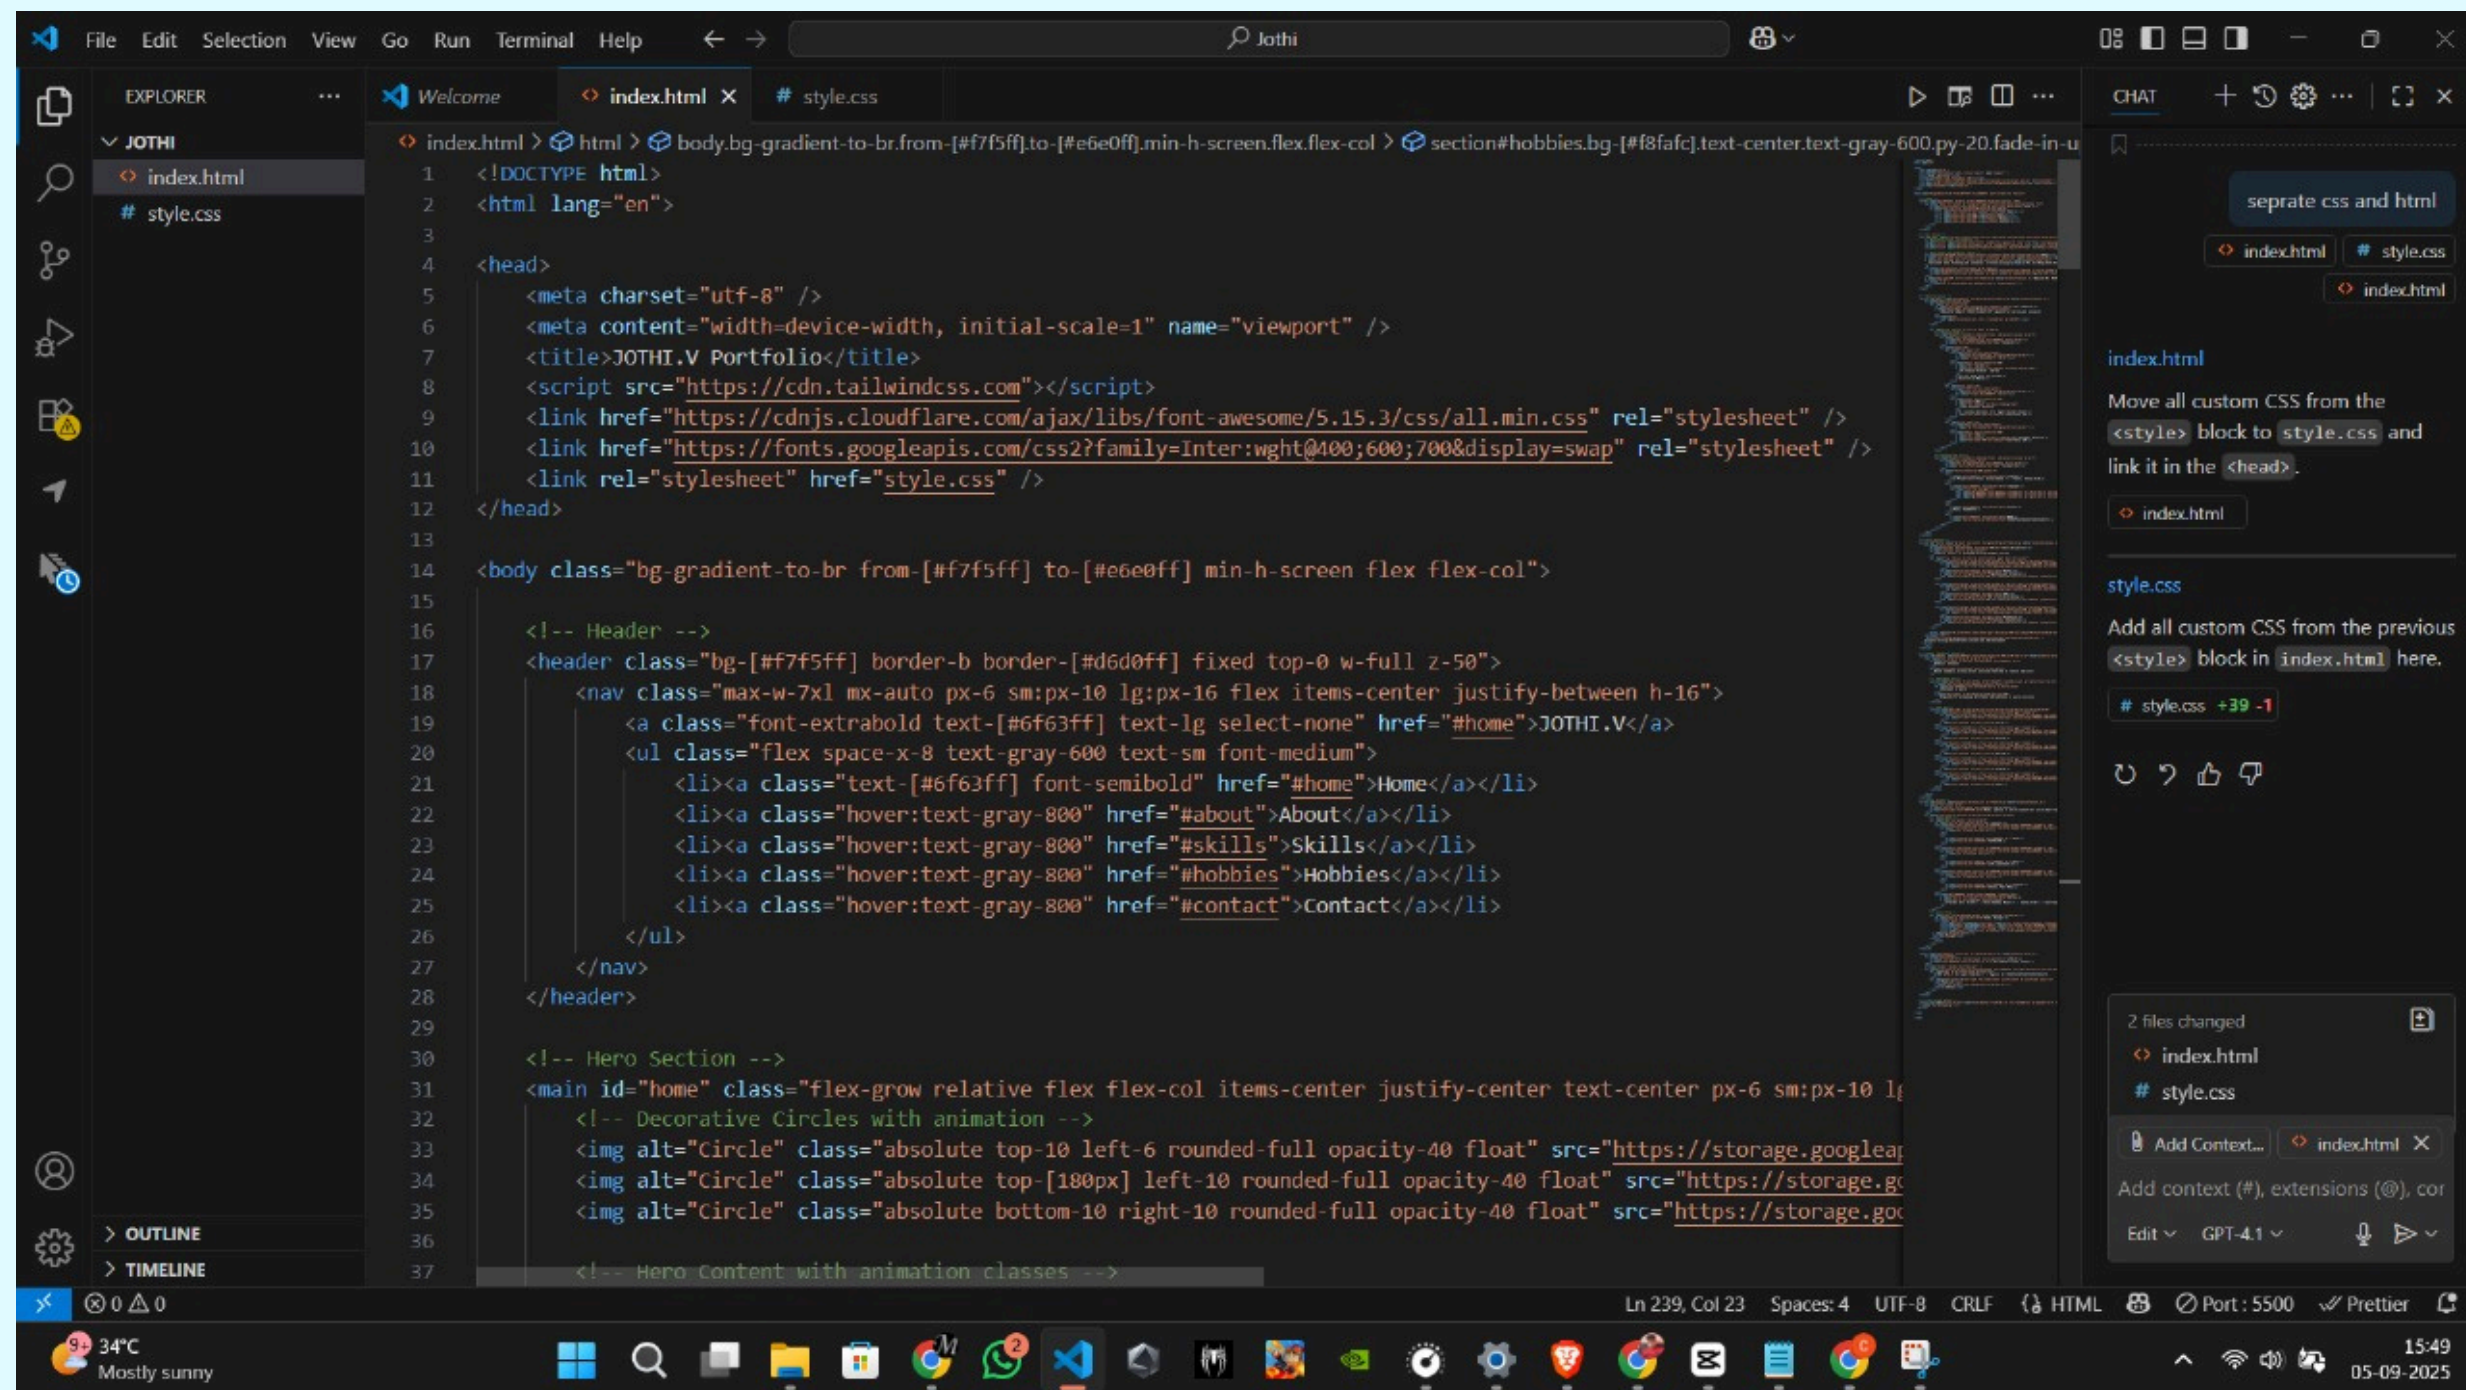 File Edit Selection View Go Run Terminal Help
Jothi
EXPLORER
JOTHI
index.html
style.css
OUTLINE
TIMELINE
Welcome
index.html
style.css
index.html > html > body.bg-gradient-to-br.from-[#f7f5ff].to-[#e6e0ff].min-h-screen.flex.flex-col > section#hobbies.bg-[#f8fafc].text-center.text-gray-600.py-20.fade-in-u
1 <!DOCTYPE html>
2 <html lang="en">
3
4 <head>
5 <meta charset="utf-8" />
6 <meta content="width=device-width, initial-scale=1" name="viewport" />
7 <title>JOTHI.V Portfolio</title>
8 <script src="https://cdn.tailwindcss.com"></script>
9 <link href="https://cdnjs.cloudflare.com/ajax/libs/font-awesome/5.15.3/css/all.min.css" rel="stylesheet" />
10 <link href="https://fonts.googleapis.com/css2?family=Inter:wght@400;600;700&display=swap" rel="stylesheet" />
11 <link rel="stylesheet" href="style.css" />
12 </head>
13
14 <body class="bg-gradient-to-br from-[#f7f5ff] to-[#e6e0ff] min-h-screen flex flex-col">
15
16 <!-- Header -->
17 <header class="bg-[#f7f5ff] border-b border-[#d6d0ff] fixed top-0 w-full z-50">
18 <nav class="max-w-7xl mx-auto px-6 sm:px-10 lg:px-16 flex items-center justify-between h-16">
19 <a class="font-extrabold text-[#6f63ff] text-lg select-none" href="#home">JOTHI.V</a>
20 <ul class="flex space-x-8 text-gray-600 text-sm font-medium">
21 <li><a class="text-[#6f63ff] font-semibold" href="#home">Home</a></li>
22 <li><a class="hover:text-gray-800" href="#about">About</a></li>
23 <li><a class="hover:text-gray-800" href="#skills">Skills</a></li>
24 <li><a class="hover:text-gray-800" href="#hobbies">Hobbies</a></li>
25 <li><a class="hover:text-gray-800" href="#contact">Contact</a></li>
26 </ul>
27 </nav>
28 </header>
29
30 <!-- Hero Section -->
31 <main id="home" class="flex-grow relative flex flex-col items-center justify-center text-center px-6 sm:px-10 lg
32 <!-- Decorative Circles with animation -->
33 <img alt="Circle" class="absolute top-10 left-6 rounded-full opacity-40 float" src="https://storage.googleap
34 <img alt="Circle" class="absolute top-[180px] left-10 rounded-full opacity-40 float" src="https://storage.go
35 <img alt="Circle" class="absolute bottom-10 right-10 rounded-full opacity-40 float" src="https://storage.goo
36
37 <!-- Hero Content with animation classes -->
CHAT
seprate css and html
index.html
style.css
index.html
index.html
Move all custom CSS from the
<style> block to style.css and
link it in the <head>.
index.html
style.css
Add all custom CSS from the previous
<style> block in index.html here.
style.css +39 -1
2 files changed
index.html
style.css
Add Context...
index.html
Add context (#), extensions (@), cor
Edit GPT-4.1
0 0
Ln 239, Col 23 Spaces: 4 UTF-8 CRLF HTML Port : 5500 Prettier
9+
34°C
Mostly sunny
2
15:49
05-09-2025